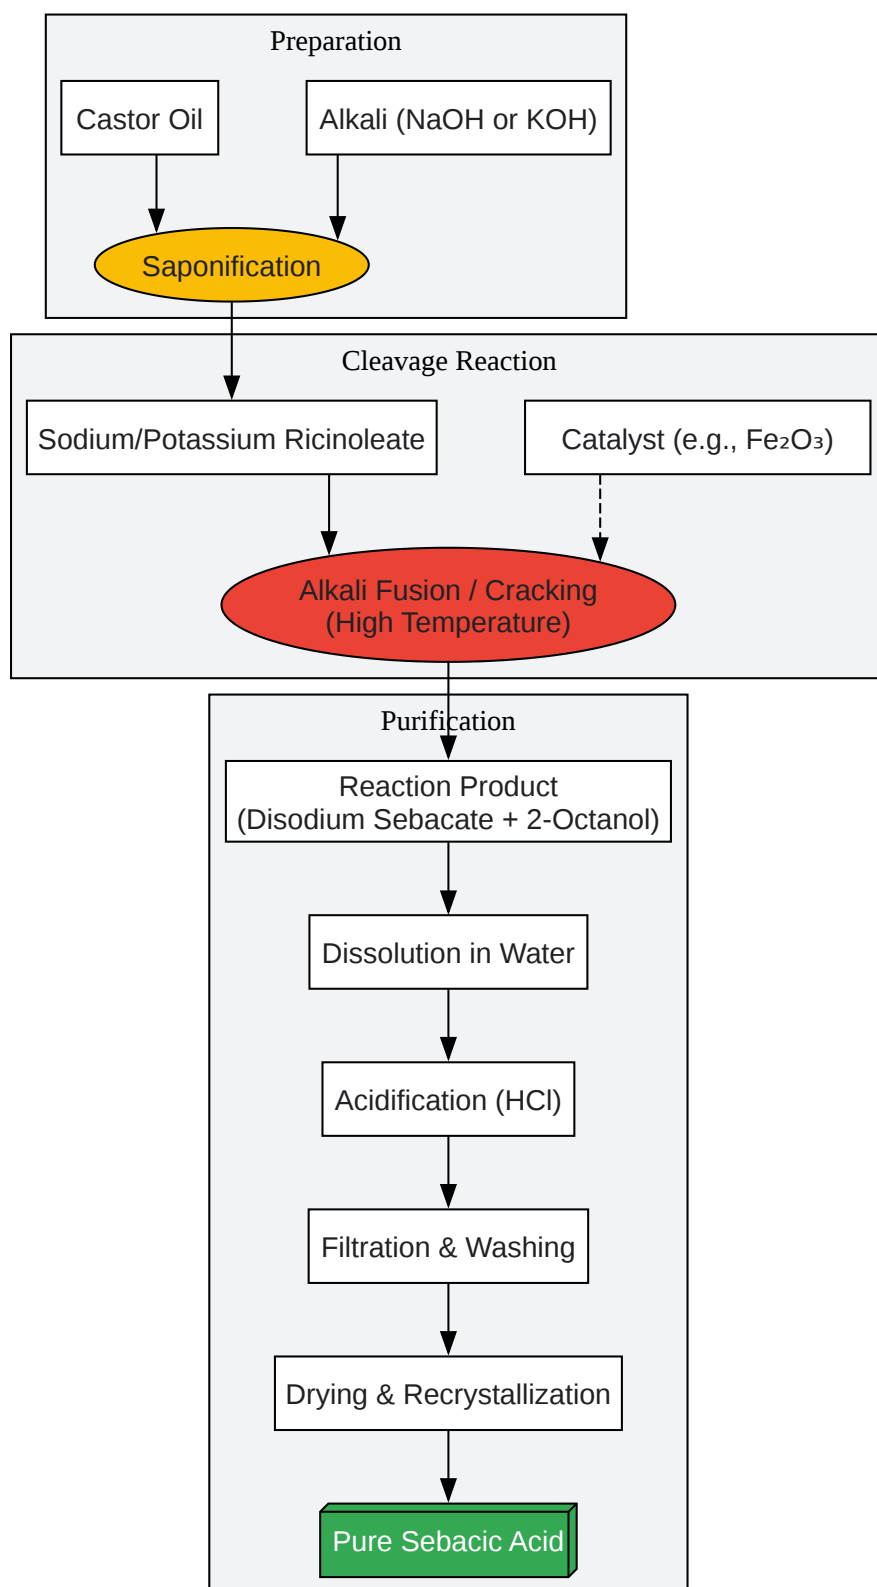 Preparation
Castor Oil
Alkali (NaOH or KOH)
Saponification
Cleavage Reaction
Sodium/Potassium Ricinoleate
Catalyst (e.g., Fe₂O₃)
Alkali Fusion / Cracking
(High Temperature)
Purification
Reaction Product
(Disodium Sebacate + 2-Octanol)
Dissolution in Water
Acidification (HCl)
Filtration & Washing
Drying & Recrystallization
Pure Sebacic Acid